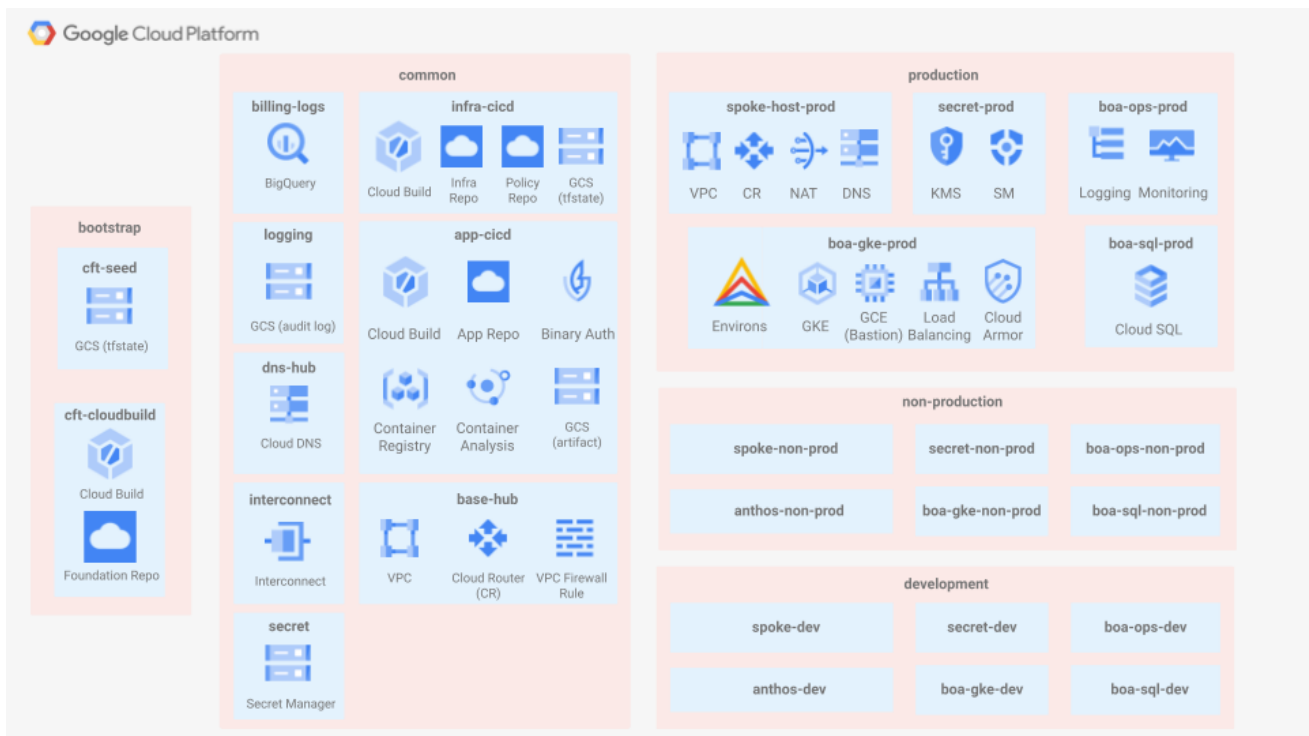 Google Cloud Platform
bootstrap
cft-seed
GCS (tfstate)
cft-cloudbuild
Cloud Build
Foundation Repo
common
billing-logs
BigQuery
infra-cicd
Cloud Build
Infra
Repo
Policy
Repo
GCS
(tfstate)
logging
GCS (audit log)
app-cicd
Cloud Build
App Repo
Binary Auth
Container
Registry
Container
Analysis
GCS
(artifact)
dns-hub
Cloud DNS
interconnect
Interconnect
base-hub
VPC
Cloud Router
(CR)
VPC Firewall
Rule
secret
Secret Manager
production
spoke-host-prod
VPC
CR
NAT
DNS
secret-prod
KMS
SM
boa-ops-prod
Logging
Monitoring
boa-gke-prod
Environs
GKE
GCE
(Bastion)
Load
Balancing
Cloud
Armor
boa-sql-prod
Cloud SQL
non-production
spoke-non-prod
secret-non-prod
boa-ops-non-prod
anthos-non-prod
boa-gke-non-prod
boa-sql-non-prod
development
spoke-dev
secret-dev
boa-ops-dev
anthos-dev
boa-gke-dev
boa-sql-dev